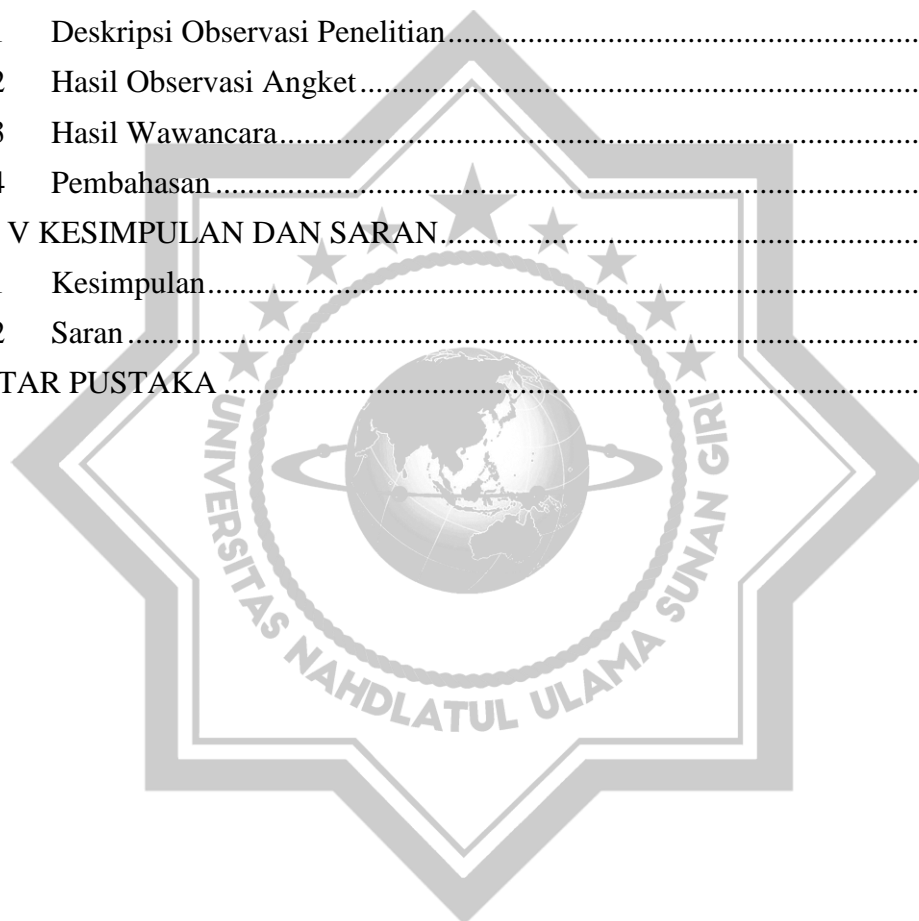 1 Deskripsi Observasi Penelitian........................................................
2 Hasil Observasi Angket........................................................
3 Hasil Wawancara........................................................
4 Pembahasan........................................................
V KESIMPULAN DAN SARAN........................................................
1 Kesimpulan........................................................
2 Saran........................................................
TAR PUSTAKA........................................................
UNIVERSITAS NAHDLATUL ULAMA SUNAN GIRI